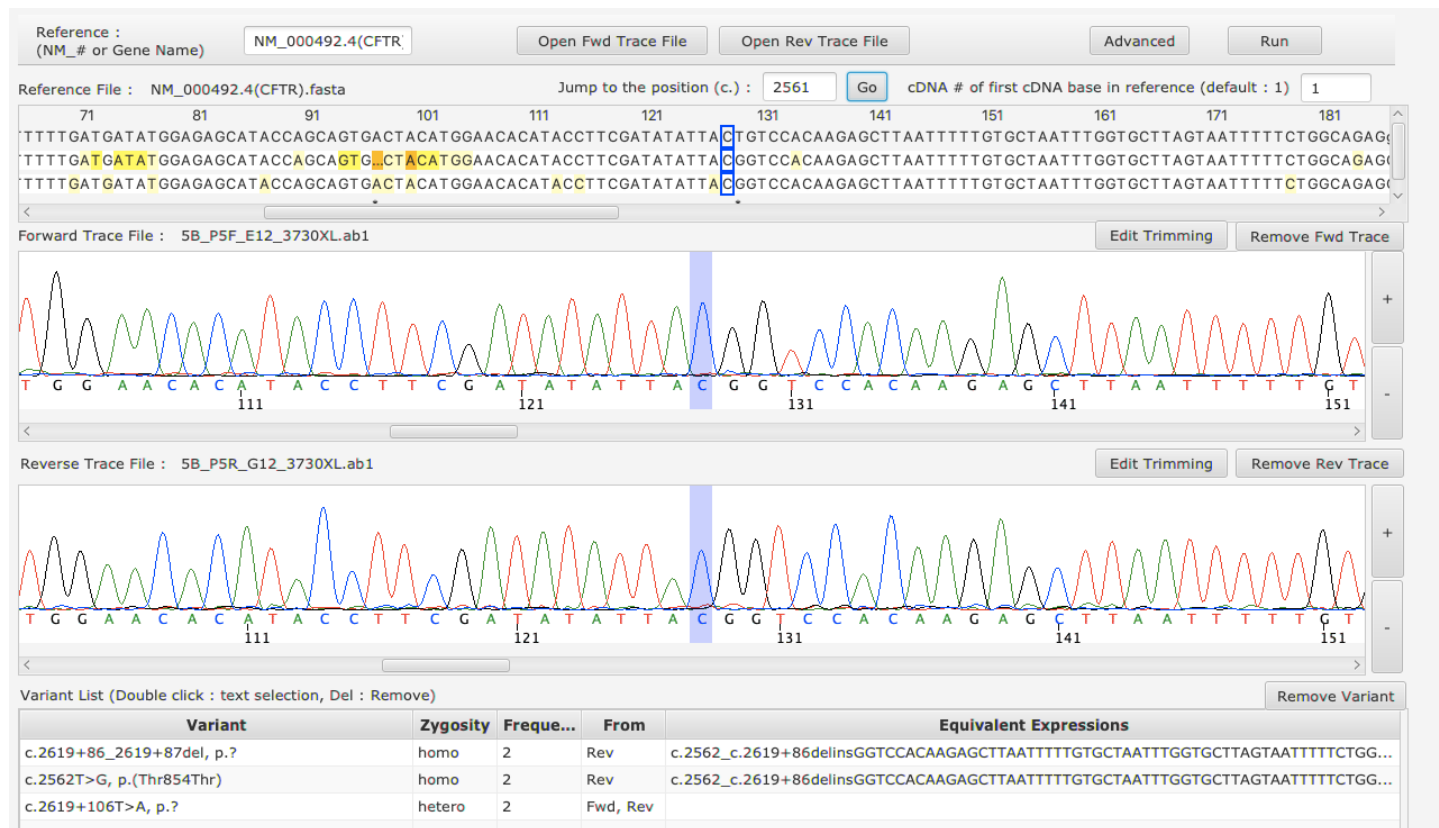 Reference :
(NM_# or Gene Name) NM_000492.4(CFTR) Open Fwd Trace File Open Rev Trace File Advanced Run
Reference File : NM_000492.4(CFTR).fasta Jump to the position (c.) : 2561 Go cDNA # of first cDNA base in reference (default : 1) 1
71 81 91 101 111 121 131 141 151 161 171 181
TTTTGATGATATGGAGAGCATACCAGCAGTGACTACATGGAACACATACCTTCGATATATTACTGTCCACAAGAGCTTAATTTTTGTGCTAATTTGGTGCTTAGTAATTTTTCTGGCAGAG
TTTTGATGATATGGAGAGCATACCAGCAGTG...CTACATGGAACACATACCTTCGATATATTACGGTCCACAAGAGCTTAATTTTTGTGCTAATTTGGTGCTTAGTAATTTTTCTGGCAGAG
TTTTGATGATATGGAGAGCATACCAGCAGTGACTACATGGAACACATACCTTCGATATATTACGGTCCACAAGAGCTTAATTTTTGTGCTAATTTGGTGCTTAGTAATTTTTCTGGCAGAG
* *
Forward Trace File : 5B_P5F_E12_3730XL.ab1 Edit Trimming Remove Fwd Trace
+
T G G A A C A C A T A C C T T C G A T A T A T T A C G G T C C A C A A G A G C T T A A T T T T T G T
-
111 121 131 141 151
Reverse Trace File : 5B_P5R_G12_3730XL.ab1 Edit Trimming Remove Rev Trace
+
T G G A A C A C A T A C C T T C G A T A T A T T A C G G T C C A C A A G A G C T T A A T T T T T G T
-
111 121 131 141 151
Variant List (Double click : text selection, Del : Remove) Remove Variant
Variant Zygosity Freque... From Equivalent Expressions
c.2619+86_2619+87del, p.? homo 2 Rev c.2562_c.2619+86delinsGGTCCACAAGAGCTTAATTTTTGTGCTAATTTGGTGCTTAGTAATTTTTCTGG...
c.2562T>G, p.(Thr854Thr) homo 2 Rev c.2562_c.2619+86delinsGGTCCACAAGAGCTTAATTTTTGTGCTAATTTGGTGCTTAGTAATTTTTCTGG...
c.2619+106T>A, p.? hetero 2 Fwd, Rev